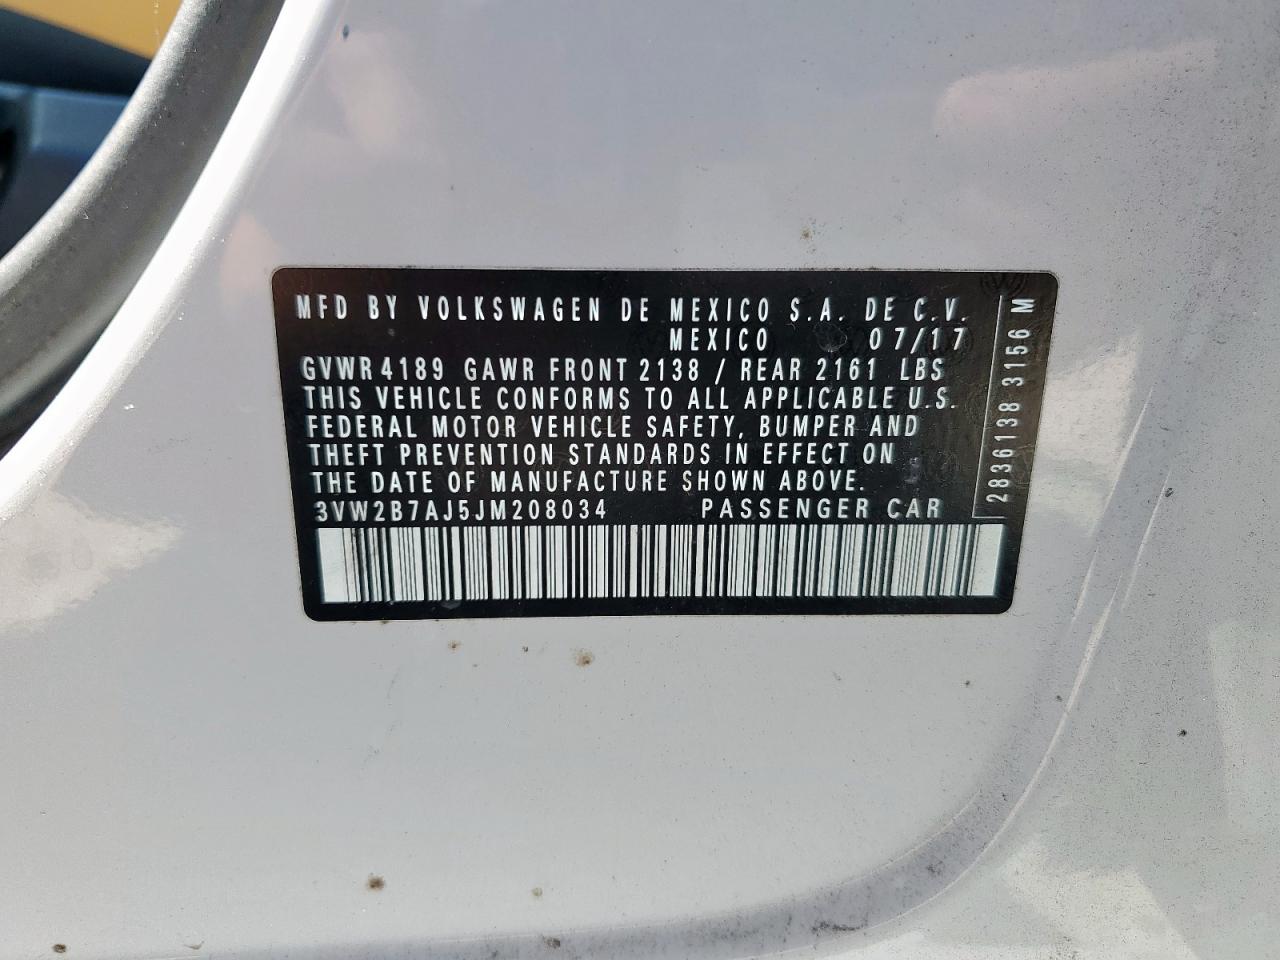 MFD BY VOLKSWAGEN DE MEXICO S.A. DE C.V.
MEXICO 07/17
GVWR 4189 GAWR FRONT 2138 / REAR 2161 LBS
THIS VEHICLE CONFORMS TO ALL APPLICABLE U.S.
FEDERAL MOTOR VEHICLE SAFETY, BUMPER AND
THEFT PREVENTION STANDARDS IN EFFECT ON
THE DATE OF MANUFACTURE SHOWN ABOVE.
3VW2B7AJ5JM208034 PASSENGER CAR
2836138 3156 M